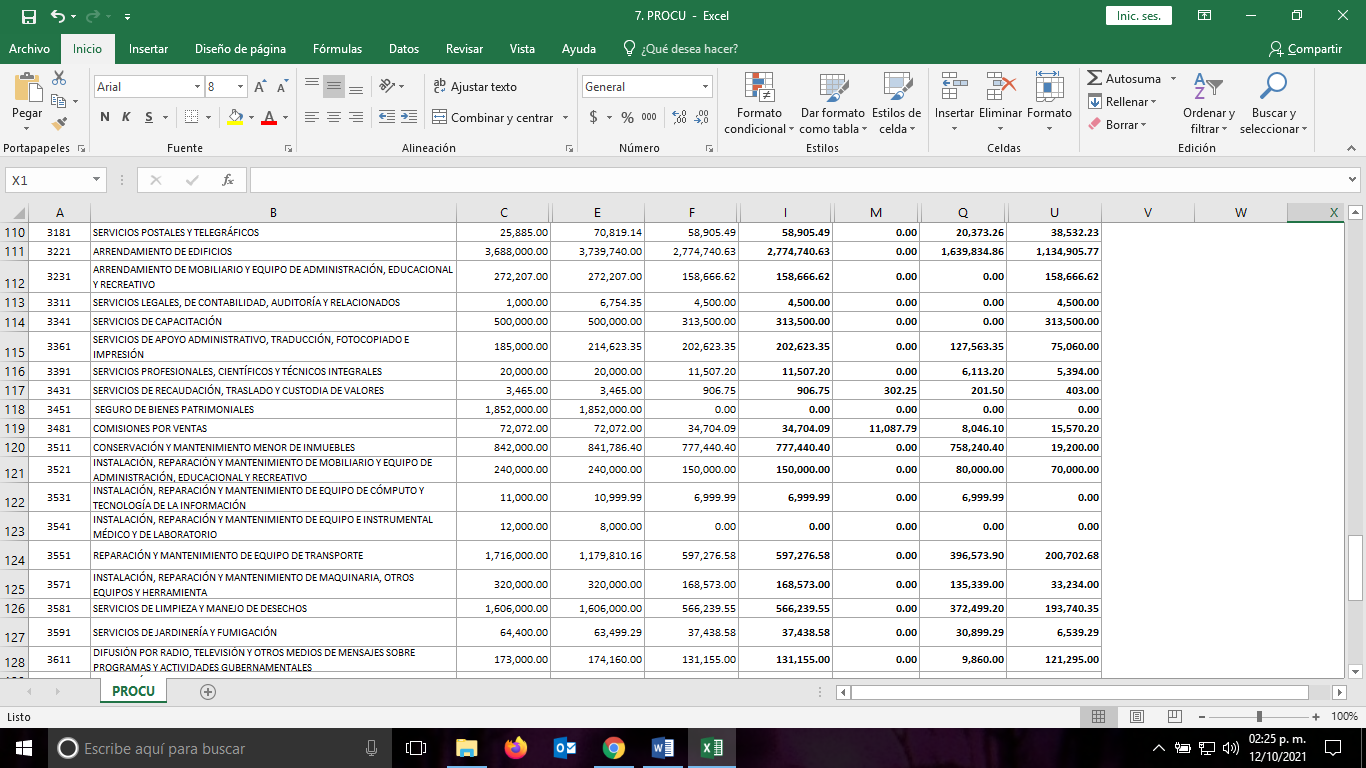 7. PROCU - Excel
Inic. ses.
Archivo Inicio Insertar Diseño de página Fórmulas Datos Revisar Vista Ayuda ¿Qué desea hacer? Compartir
Pegar
Arial 8 A A
N K S A
ab Ajustar texto
Combinar y centrar
General
$ % 000
Formato condicional
Dar formato como tabla
Estilos de celda
Insertar Eliminar Formato
Autosuma
Rellenar
Borrar
Ordenar y filtrar
Buscar y seleccionar
Portapapeles Fuente Alineación Número Estilos Celdas Edición
X1 fx
A B C E F I M Q U V W X
110 3181 SERVICIOS POSTALES Y TELEGRÁFICOS 25,885.00 70,819.14 58,905.49 58,905.49 0.00 20,373.26 38,532.23
111 3221 ARRENDAMIENTO DE EDIFICIOS 3,688,000.00 3,739,740.00 2,774,740.63 2,774,740.63 0.00 1,639,834.86 1,134,905.77
112 3231 ARRENDAMIENTO DE MOBILIARIO Y EQUIPO DE ADMINISTRACIÓN, EDUCACIONAL
Y RECREATIVO 272,207.00 272,207.00 158,666.62 158,666.62 0.00 0.00 158,666.62
113 3311 SERVICIOS LEGALES, DE CONTABILIDAD, AUDITORÍA Y RELACIONADOS 1,000.00 6,754.35 4,500.00 4,500.00 0.00 0.00 4,500.00
114 3341 SERVICIOS DE CAPACITACIÓN 500,000.00 500,000.00 313,500.00 313,500.00 0.00 0.00 313,500.00
115 3361 SERVICIOS DE APOYO ADMINISTRATIVO, TRADUCCIÓN, FOTOCOPIADO E
IMPRESIÓN 185,000.00 214,623.35 202,623.35 202,623.35 0.00 127,563.35 75,060.00
116 3391 SERVICIOS PROFESIONALES, CIENTÍFICOS Y TÉCNICOS INTEGRALES 20,000.00 20,000.00 11,507.20 11,507.20 0.00 6,113.20 5,394.00
117 3431 SERVICIOS DE RECAUDACIÓN, TRASLADO Y CUSTODIA DE VALORES 3,465.00 3,465.00 906.75 906.75 302.25 201.50 403.00
118 3451 SEGURO DE BIENES PATRIMONIALES 1,852,000.00 1,852,000.00 0.00 0.00 0.00 0.00 0.00
119 3481 COMISIONES POR VENTAS 72,072.00 72,072.00 34,704.09 34,704.09 11,087.79 8,046.10 15,570.20
120 3511 CONSERVACIÓN Y MANTENIMIENTO MENOR DE INMUEBLES 842,000.00 841,786.40 777,440.40 777,440.40 0.00 758,240.40 19,200.00
121 3521 INSTALACIÓN, REPARACIÓN Y MANTENIMIENTO DE MOBILIARIO Y EQUIPO DE
ADMINISTRACIÓN, EDUCACIONAL Y RECREATIVO 240,000.00 240,000.00 150,000.00 150,000.00 0.00 80,000.00 70,000.00
122 3531 INSTALACIÓN, REPARACIÓN Y MANTENIMIENTO DE EQUIPO DE CÓMPUTO Y
TECNOLOGÍA DE LA INFORMACIÓN 11,000.00 10,999.99 6,999.99 6,999.99 0.00 6,999.99 0.00
123 3541 INSTALACIÓN, REPARACIÓN Y MANTENIMIENTO DE EQUIPO E INSTRUMENTAL
MÉDICO Y DE LABORATORIO 12,000.00 8,000.00 0.00 0.00 0.00 0.00 0.00
124 3551 REPARACIÓN Y MANTENIMIENTO DE EQUIPO DE TRANSPORTE 1,716,000.00 1,179,810.16 597,276.58 597,276.58 0.00 396,573.90 200,702.68
125 3571 INSTALACIÓN, REPARACIÓN Y MANTENIMIENTO DE MAQUINARIA, OTROS
EQUIPOS Y HERRAMIENTA 320,000.00 320,000.00 168,573.00 168,573.00 0.00 135,339.00 33,234.00
126 3581 SERVICIOS DE LIMPIEZA Y MANEJO DE DESECHOS 1,606,000.00 1,606,000.00 566,239.55 566,239.55 0.00 372,499.20 193,740.35
127 3591 SERVICIOS DE JARDINERÍA Y FUMIGACIÓN 64,400.00 63,499.29 37,438.58 37,438.58 0.00 30,899.29 6,539.29
128 3611 DIFUSIÓN POR RADIO, TELEVISIÓN Y OTROS MEDIOS DE MENSAJES SOBRE
PROGRAMAS Y ACTIVIDADES GUBERNAMENTALES 173,000.00 174,160.00 131,155.00 131,155.00 0.00 9,860.00 121,295.00
PROCU
Listo 100%
Escribe aquí para buscar
02:25 p. m.
12/10/2021